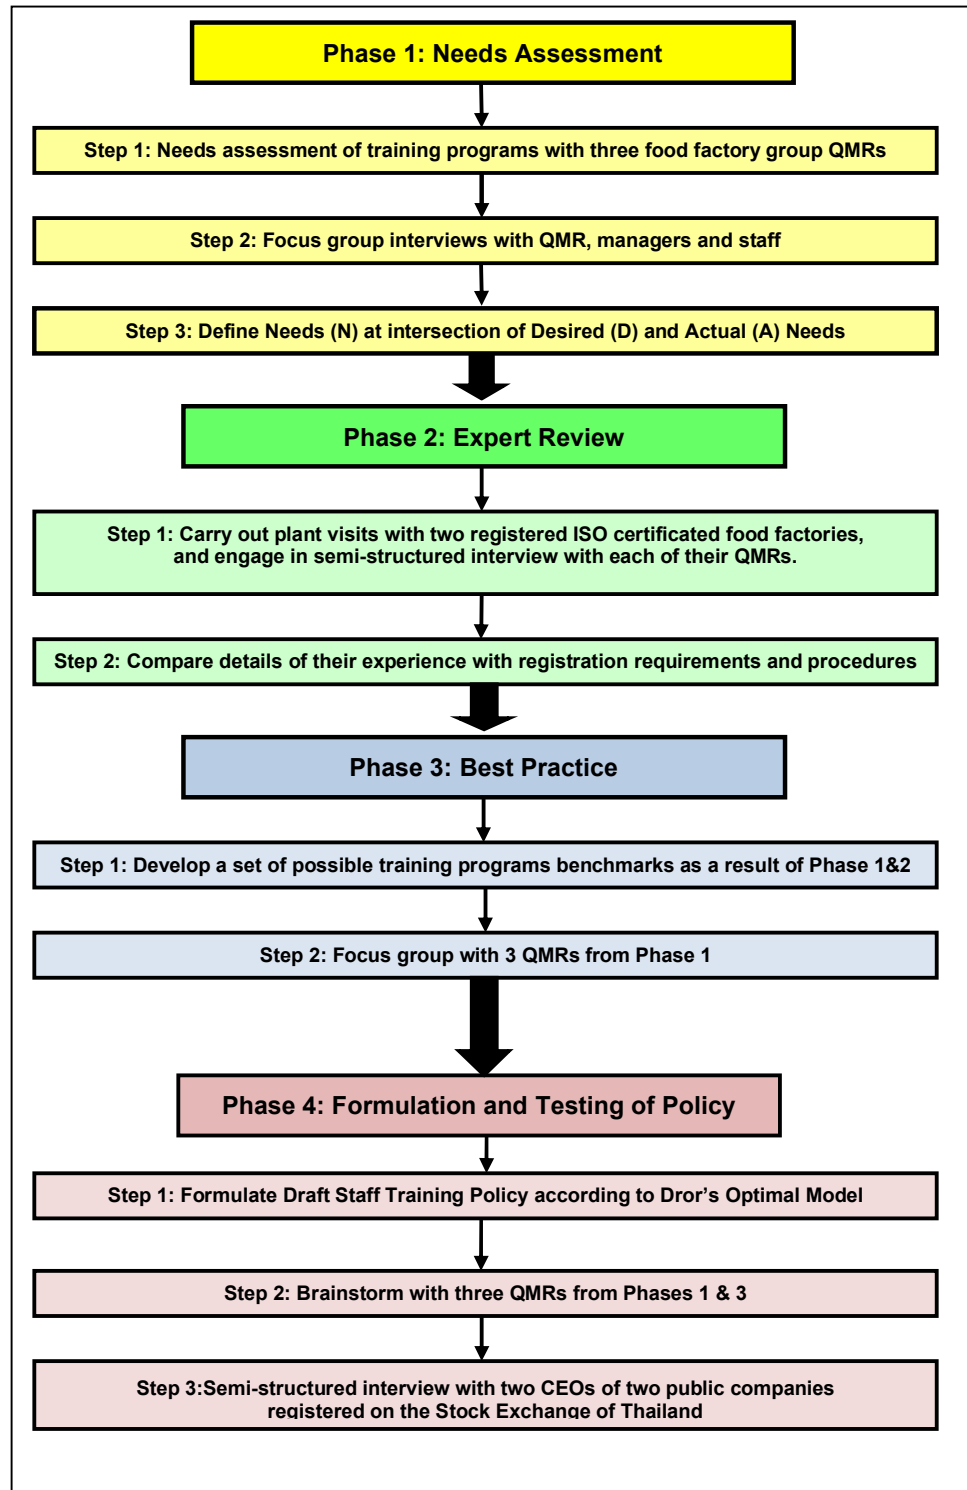 Phase 1: Needs Assessment
Step 1: Needs assessment of training programs with three food factory group QMRs
Step 2: Focus group interviews with QMR, managers and staff
Step 3: Define Needs (N) at intersection of Desired (D) and Actual (A) Needs
Phase 2: Expert Review
Step 1: Carry out plant visits with two registered ISO certificated food factories,
and engage in semi-structured interview with each of their QMRs.
Step 2: Compare details of their experience with registration requirements and procedures
Phase 3: Best Practice
Step 1: Develop a set of possible training programs benchmarks as a result of Phase 1&2
Step 2: Focus group with 3 QMRs from Phase 1
Phase 4: Formulation and Testing of Policy
Step 1: Formulate Draft Staff Training Policy according to Dror's Optimal Model
Step 2: Brainstorm with three QMRs from Phases 1 & 3
Step 3:Semi-structured interview with two CEOs of two public companies
registered on the Stock Exchange of Thailand